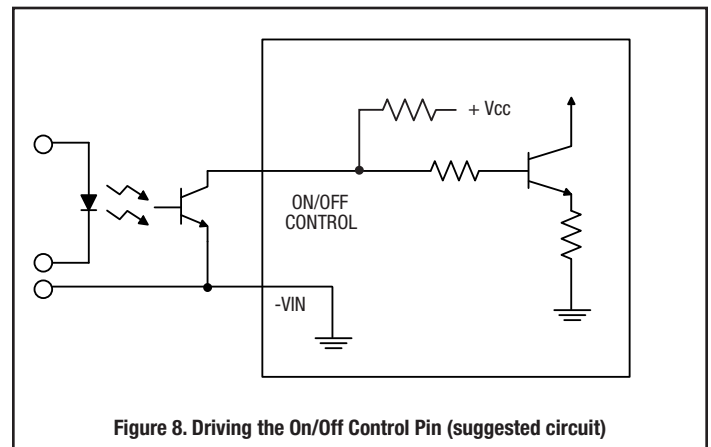 + Vcc
ON/OFF
CONTROL
-VIN
Figure 8. Driving the On/Off Control Pin (suggested circuit)